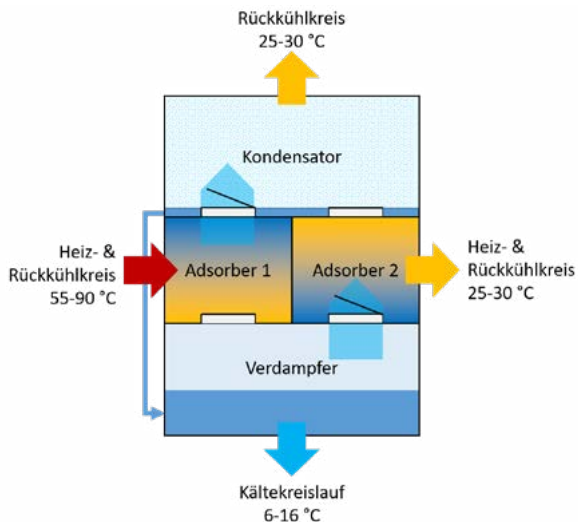 Rückkühlkreis
25-30 °C
Kondensator
Heiz- &
Rückkühlkreis
55-90 °C
Adsorber 1
Adsorber 2
Heiz- &
Rückkühlkreis
25-30 °C
Verdampfer
Kältekreislauf
6-16 °C